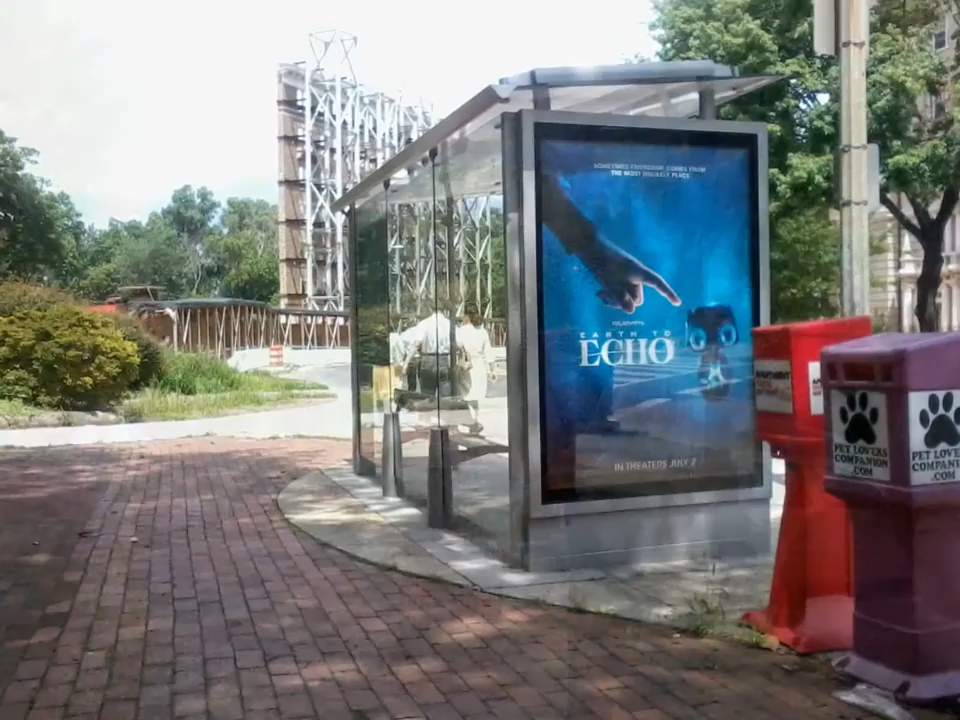 SOMETIMES FRIENDSHIP COMES FROM
THE MOST UNLIKELY PLACE
EARTH TO
ECHO
IN THEATERS JULY 2
APARTMENT
PET LOVERS
COMPANION
.COM
PET LOVERS
COMPANION
.COM